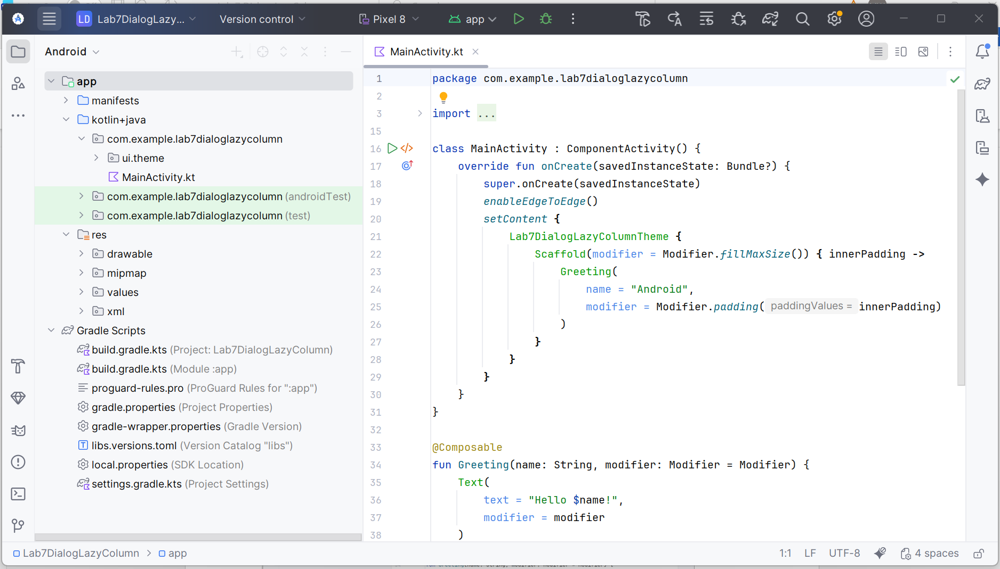 LD Lab7DialogLazy... Version control Pixel 8 app
Android
MainActivity.kt
app
manifests
kotlin+java
com.example.lab7dialoglazycolumn
ui.theme
MainActivity.kt
com.example.lab7dialoglazycolumn (androidTest)
com.example.lab7dialoglazycolumn (test)
res
drawable
mipmap
values
xml
Gradle Scripts
build.gradle.kts (Project: Lab7DialogLazyColumn)
build.gradle.kts (Module :app)
proguard-rules.pro (ProGuard Rules for ":app")
gradle.properties (Project Properties)
gradle-wrapper.properties (Gradle Version)
libs.versions.toml (Version Catalog "libs")
local.properties (SDK Location)
settings.gradle.kts (Project Settings)
1 package com.example.lab7dialoglazycolumn
2
3 import ...
15
16 class MainActivity : ComponentActivity() {
17 override fun onCreate(savedInstanceState: Bundle?) {
18 super.onCreate(savedInstanceState)
19 enableEdgeToEdge()
20 setContent {
21 Lab7DialogLazyColumnTheme {
22 Scaffold(modifier = Modifier.fillMaxSize()) { innerPadding ->
23 Greeting(
24 name = "Android",
25 modifier = Modifier.padding( paddingValues = innerPadding)
26 )
27 }
28 }
29 }
30 }
31 }
32
33 @Composable
34 fun Greeting(name: String, modifier: Modifier = Modifier) {
35 Text(
36 text = "Hello $name!",
37 modifier = modifier
38 )
Lab7DialogLazyColumn > app
1:1 LF UTF-8 4 spaces